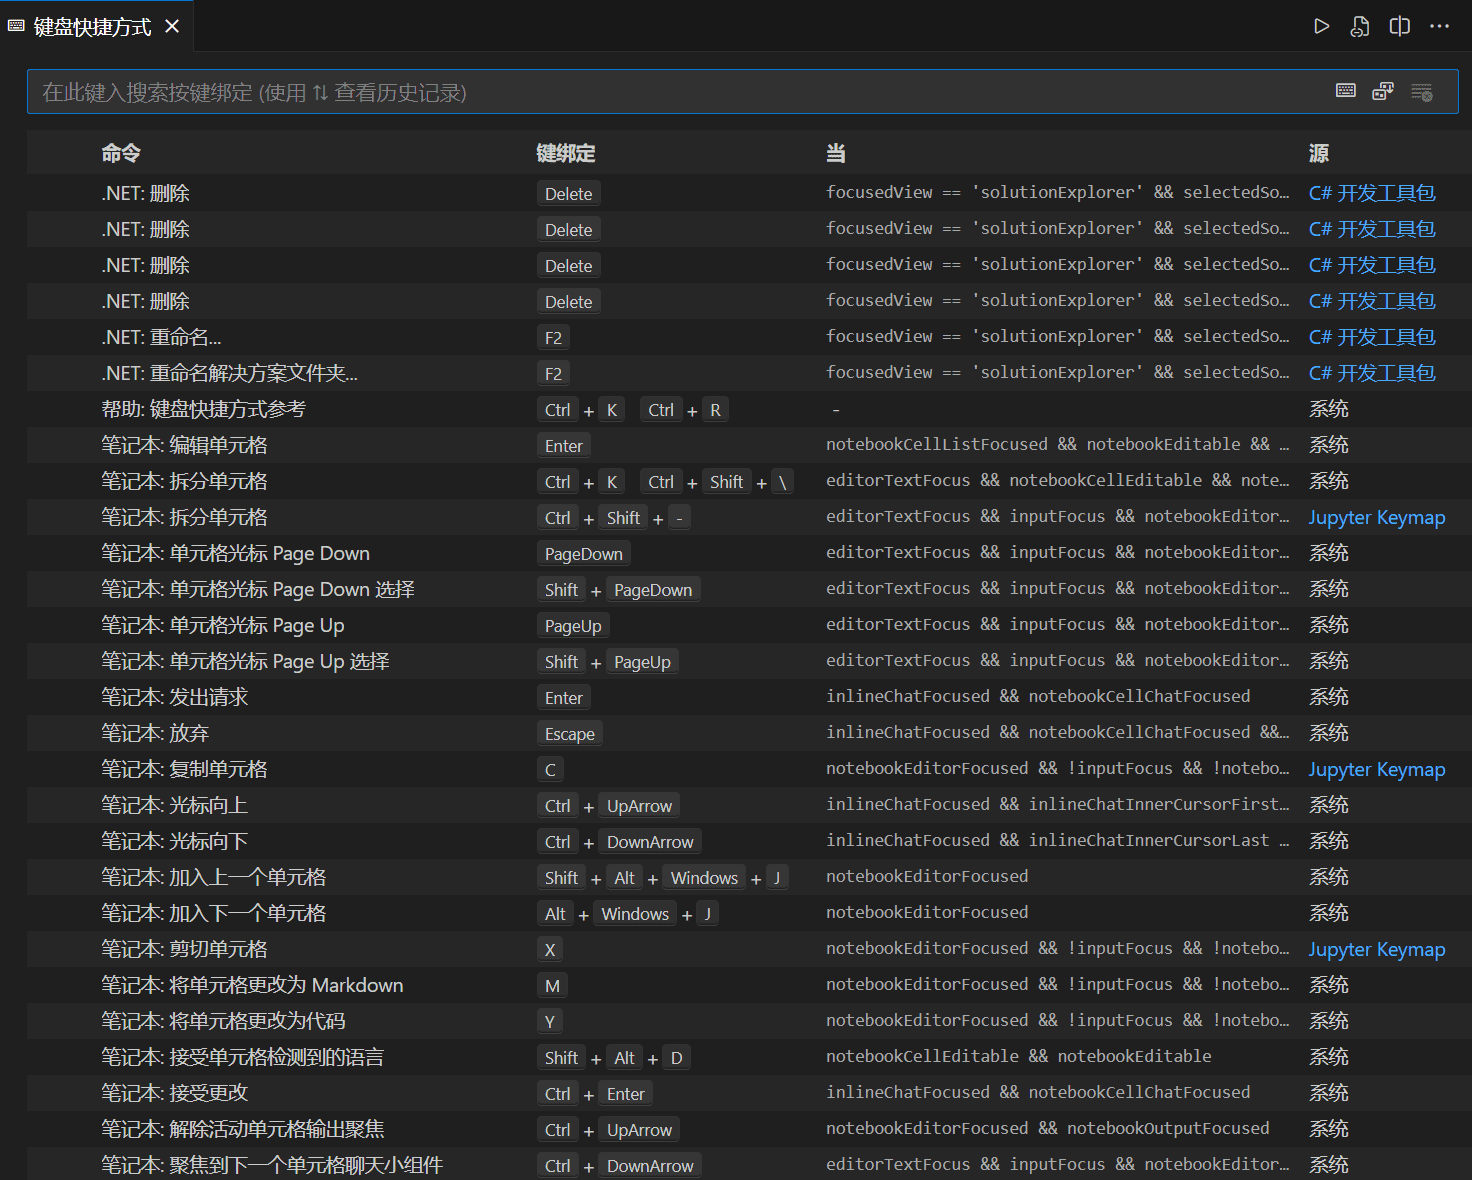 键盘快捷方式
在此键入搜索按键绑定 (使用 ⇅ 查看历史记录)
命令 键绑定 当 源
.NET: 删除 Delete focusedView == 'solutionExplorer' && selectedSo… C# 开发工具包
.NET: 删除 Delete focusedView == 'solutionExplorer' && selectedSo… C# 开发工具包
.NET: 删除 Delete focusedView == 'solutionExplorer' && selectedSo… C# 开发工具包
.NET: 删除 Delete focusedView == 'solutionExplorer' && selectedSo… C# 开发工具包
.NET: 重命名... F2 focusedView == 'solutionExplorer' && selectedSo… C# 开发工具包
.NET: 重命名解决方案文件夹... F2 focusedView == 'solutionExplorer' && selectedSo… C# 开发工具包
帮助: 键盘快捷方式参考 Ctrl + K Ctrl + R - 系统
笔记本: 编辑单元格 Enter notebookCellListFocused && notebookEditable && … 系统
笔记本: 拆分单元格 Ctrl + K Ctrl + Shift + \ editorTextFocus && notebookCellEditable && note… 系统
笔记本: 拆分单元格 Ctrl + Shift + - editorTextFocus && inputFocus && notebookEditor… Jupyter Keymap
笔记本: 单元格光标 Page Down PageDown editorTextFocus && inputFocus && notebookEditor… 系统
笔记本: 单元格光标 Page Down 选择 Shift + PageDown editorTextFocus && inputFocus && notebookEditor… 系统
笔记本: 单元格光标 Page Up PageUp editorTextFocus && inputFocus && notebookEditor… 系统
笔记本: 单元格光标 Page Up 选择 Shift + PageUp editorTextFocus && inputFocus && notebookEditor… 系统
笔记本: 发出请求 Enter inlineChatFocused && notebookCellChatFocused 系统
笔记本: 放弃 Escape inlineChatFocused && notebookCellChatFocused &&… 系统
笔记本: 复制单元格 C notebookEditorFocused && !inputFocus && !notebo… Jupyter Keymap
笔记本: 光标向上 Ctrl + UpArrow inlineChatFocused && inlineChatInnerCursorFirst… 系统
笔记本: 光标向下 Ctrl + DownArrow inlineChatFocused && inlineChatInnerCursorLast … 系统
笔记本: 加入上一个单元格 Shift + Alt + Windows + J notebookEditorFocused 系统
笔记本: 加入下一个单元格 Alt + Windows + J notebookEditorFocused 系统
笔记本: 剪切单元格 X notebookEditorFocused && !inputFocus && !notebo… Jupyter Keymap
笔记本: 将单元格更改为 Markdown M notebookEditorFocused && !inputFocus && !notebo… 系统
笔记本: 将单元格更改为代码 Y notebookEditorFocused && !inputFocus && !notebo… 系统
笔记本: 接受单元格检测到的语言 Shift + Alt + D notebookCellEditable && notebookEditable 系统
笔记本: 接受更改 Ctrl + Enter inlineChatFocused && notebookCellChatFocused 系统
笔记本: 解除活动单元格输出聚焦 Ctrl + UpArrow notebookEditorFocused && notebookOutputFocused 系统
笔记本: 聚焦到下一个单元格聊天小组件 Ctrl + DownArrow editorTextFocus && inputFocus && notebookEditor… 系统